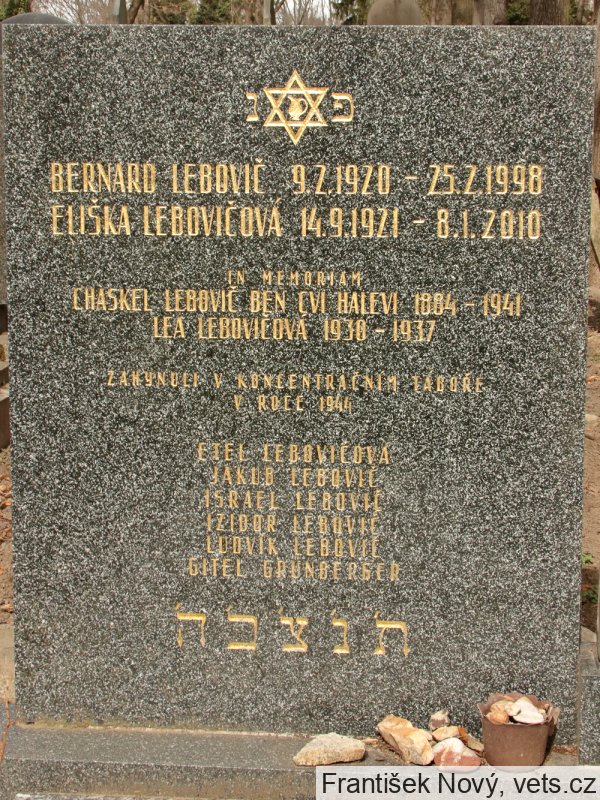 פ נ
BERNARD LEBOVIČ 9.2.1920 - 25.2.1998
ELIŠKA LEBOVIČOVÁ 14.9.1921 - 8.1.2010
IN MEMORIAM
CHASKEL LEBOVIČ BEN CVI HALEVI 1884 - 1941
LEA LEBOVIČOVÁ 1930 - 1937
ZAHYNULI V KONCENTRAČNÍM TÁBOŘE
V ROCE 1944
ETEL LEBOVIČOVÁ
JAKUB LEBOVIČ
ISRAEL LEBOVIČ
IZIDOR LEBOVIČ
LUDVÍK LEBOVIČ
GITEL GRUNBERGER
ת נ צ ב ה
František Nový, vets.cz